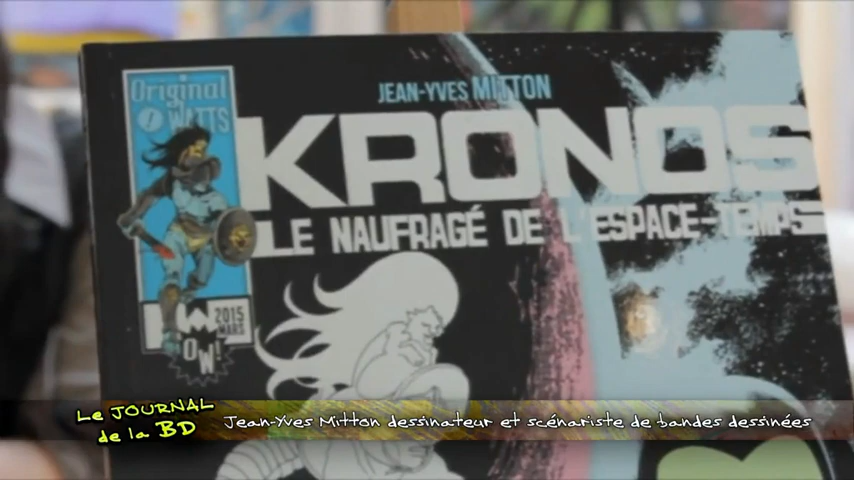 Original
WATTS
JEAN-YVES MITTON
KRONOS
LE NAUFRAGÉ DE L'ESPACE-TEMPS
2015
MARS
WOW!
Le JOURNAL
de la BD
Jean-Yves Mitton dessinateur et scénariste de bandes dessinées